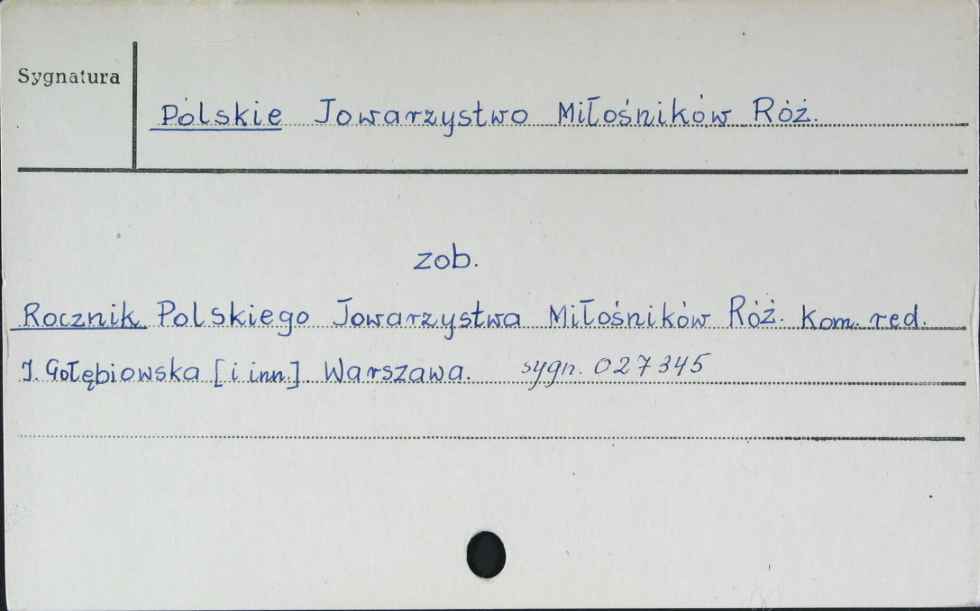 Sygnatura
Polskie Towarzystwo Miłośników Róż.
zob.
Rocznik Polskiego Towarzystwa Miłośników Róż. Kom. red.
J. Gołębiowska [i inn.] Warszawa. sygn. 027345